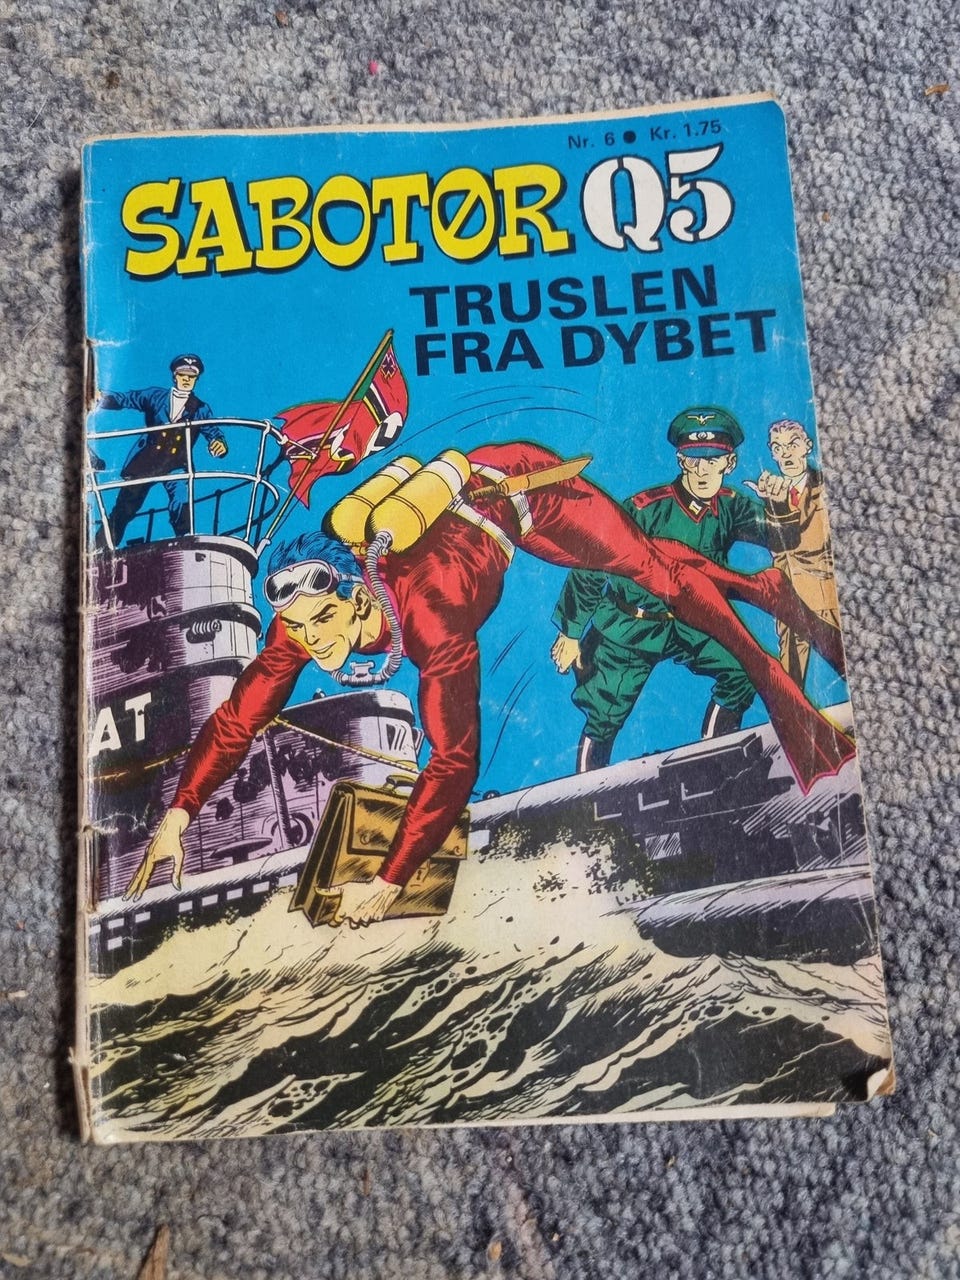 Nr. 6 ● Kr. 1.75
SABOTØR Q5
TRUSLEN
FRA DYBET
AT